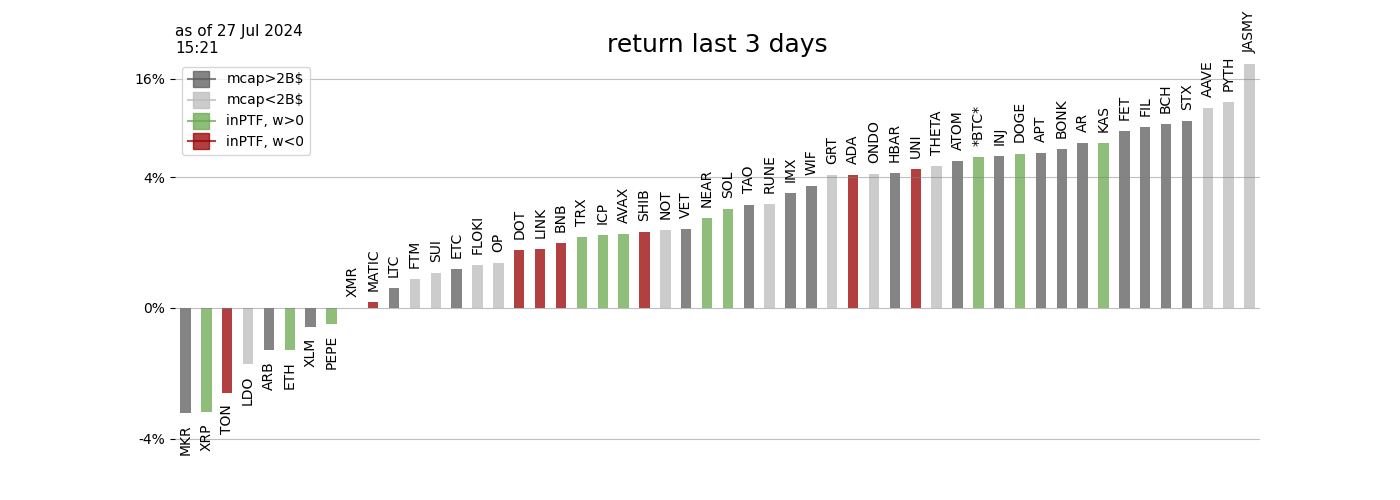 as of 27 Jul 2024
15:21
return last 3 days
mcap>2B$
mcap<2B$
inPTF, w>0
inPTF, w<0
16%
4%
0%
-4%
MKR
XRP
TON
LDO
ARB
ETH
XLM
PEPE
XMR
MATIC
LTC
FTM
SUI
ETC
FLOKI
OP
DOT
LINK
BNB
TRX
ICP
AVAX
SHIB
NOT
VET
NEAR
SOL
TAO
RUNE
IMX
WIF
GRT
ADA
ONDO
HBAR
UNI
THETA
ATOM
*BTC*
INJ
DOGE
APT
BONK
AR
KAS
FET
FIL
BCH
STX
AAVE
PYTH
JASMY